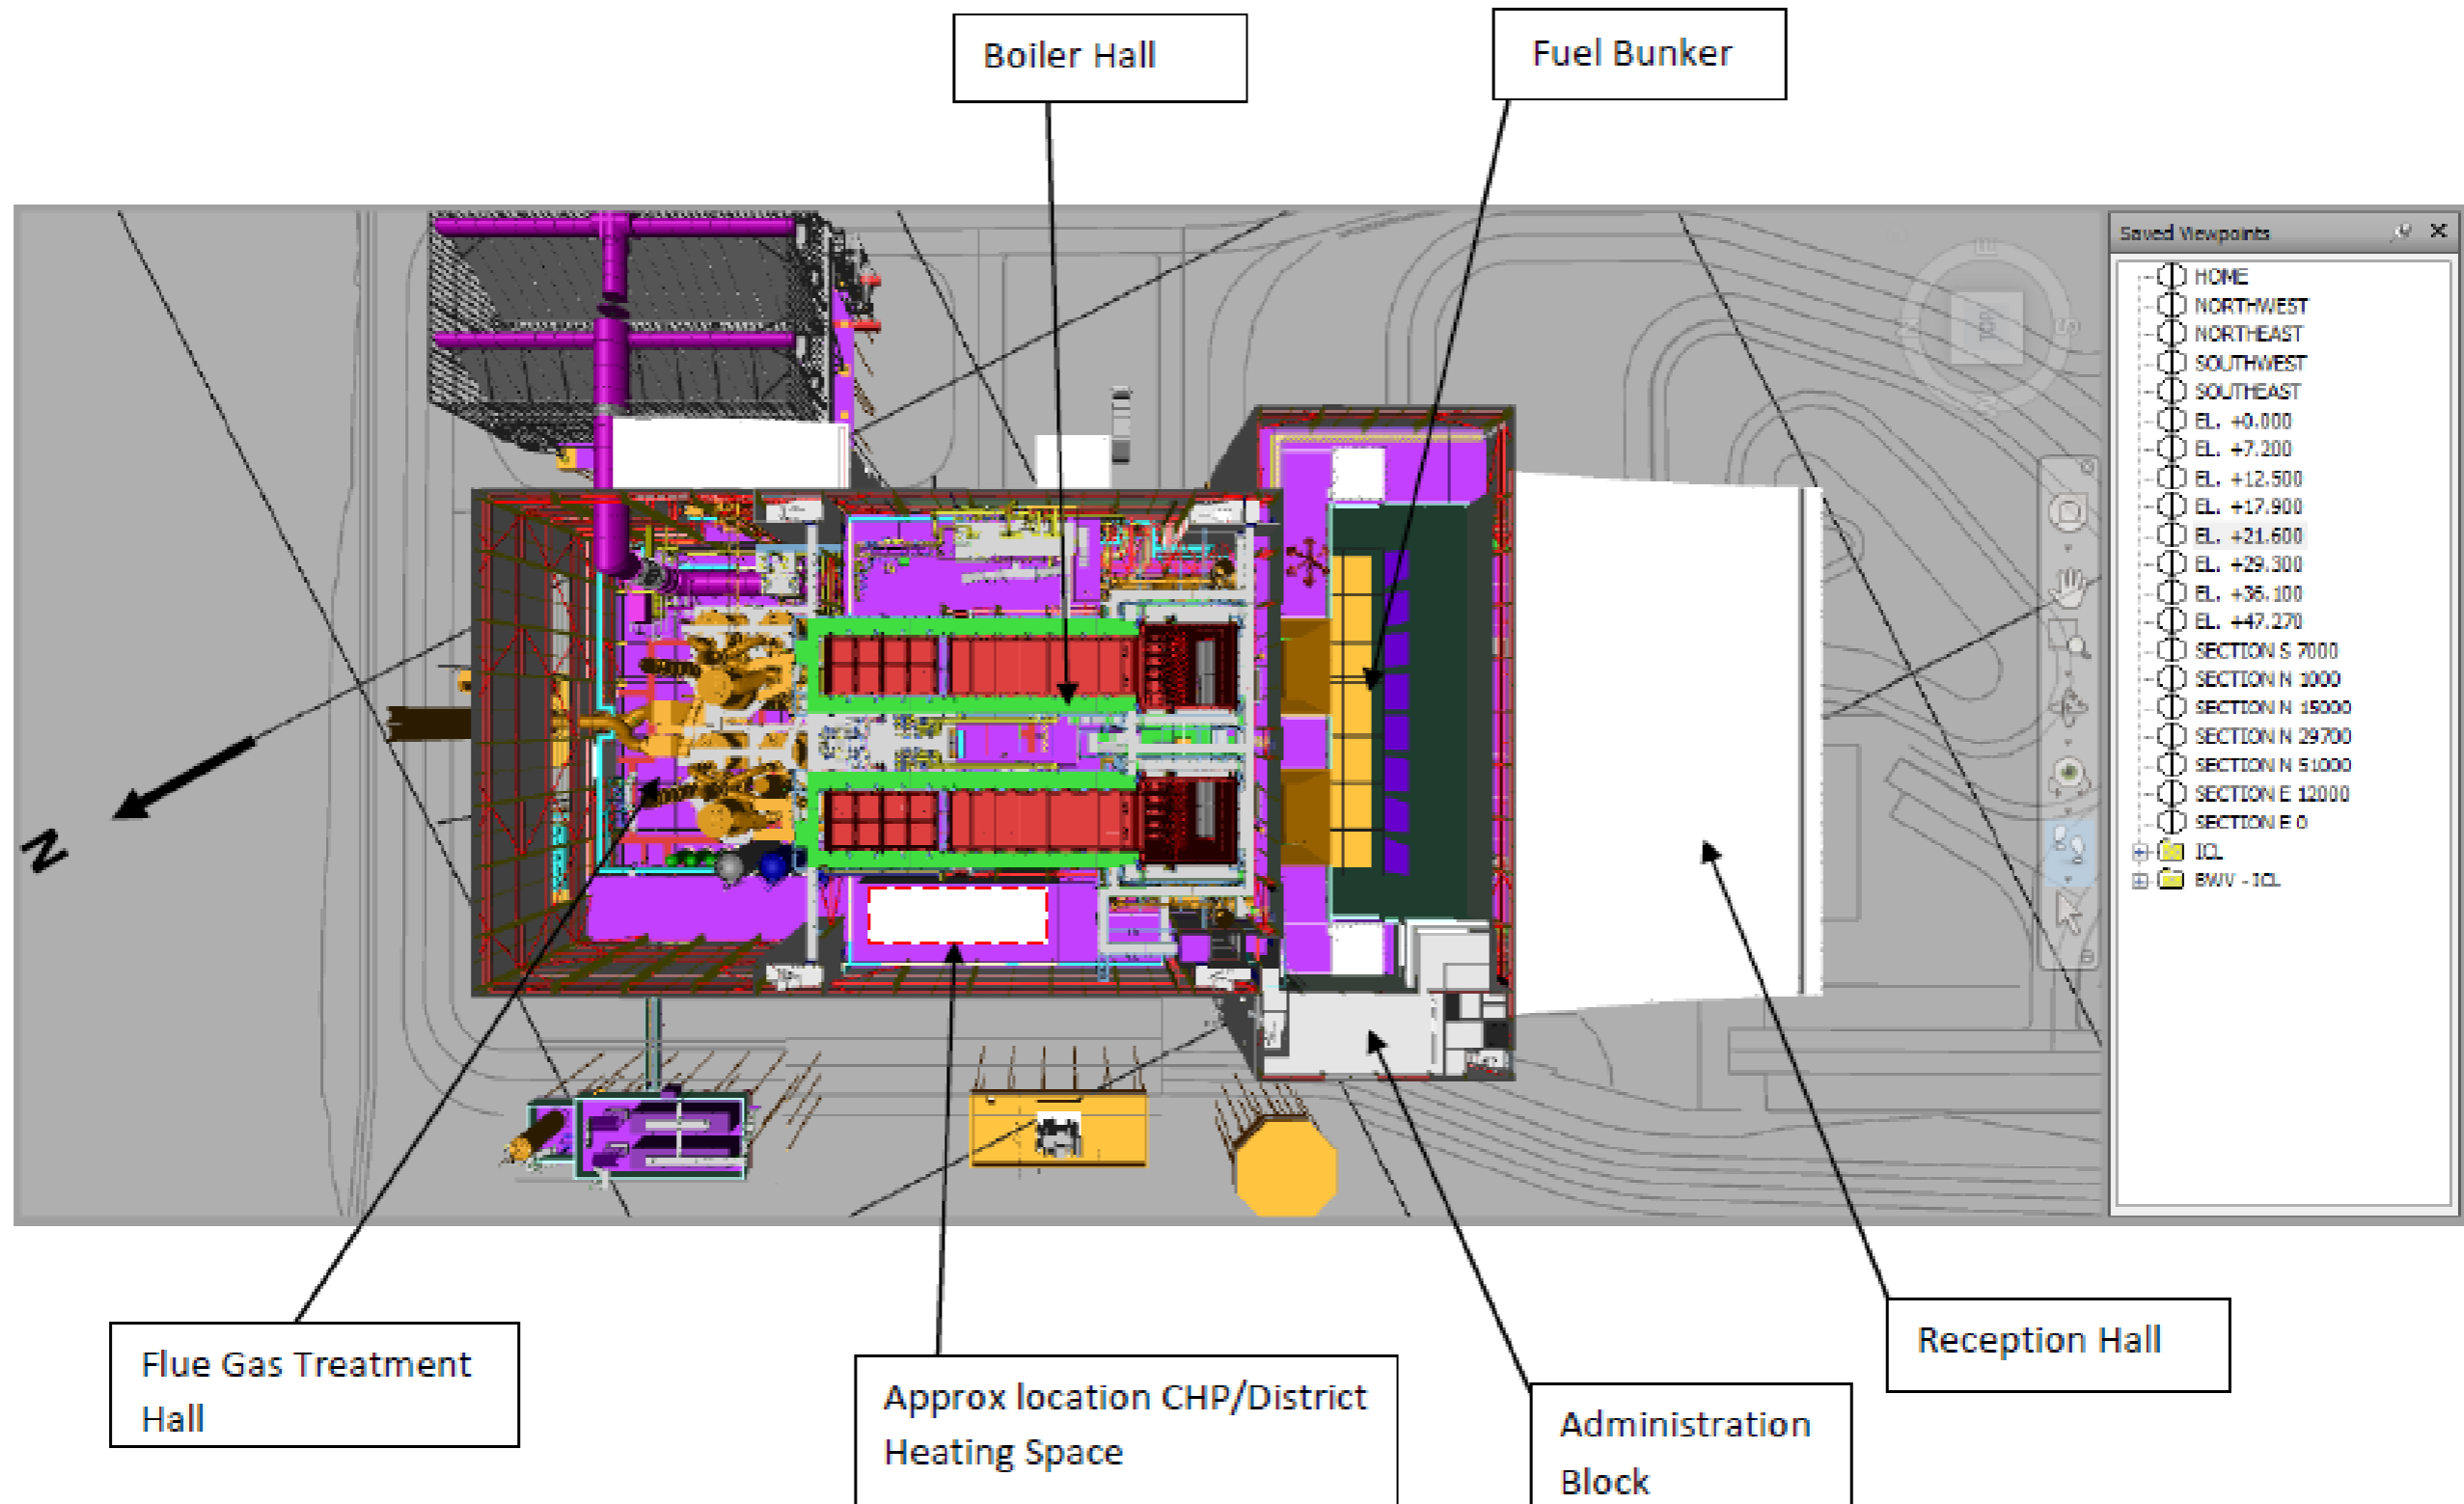 Boiler Hall
Fuel Bunker
Saved Viewpoints
HOME
NORTHWEST
NORTHEAST
SOUTHWEST
SOUTHEAST
EL. +0.000
EL. +7.200
EL. +12.500
EL. +17.900
EL. +21.600
EL. +29.300
EL. +36.100
EL. +47.270
SECTION S 7000
SECTION N 1000
SECTION N 15000
SECTION N 29700
SECTION N 51000
SECTION E 12000
SECTION E 0
ICL
BWV - ICL
E
N
TOP
S
W
N
Flue Gas Treatment
Hall
Approx location CHP/District
Heating Space
Administration
Block
Reception Hall